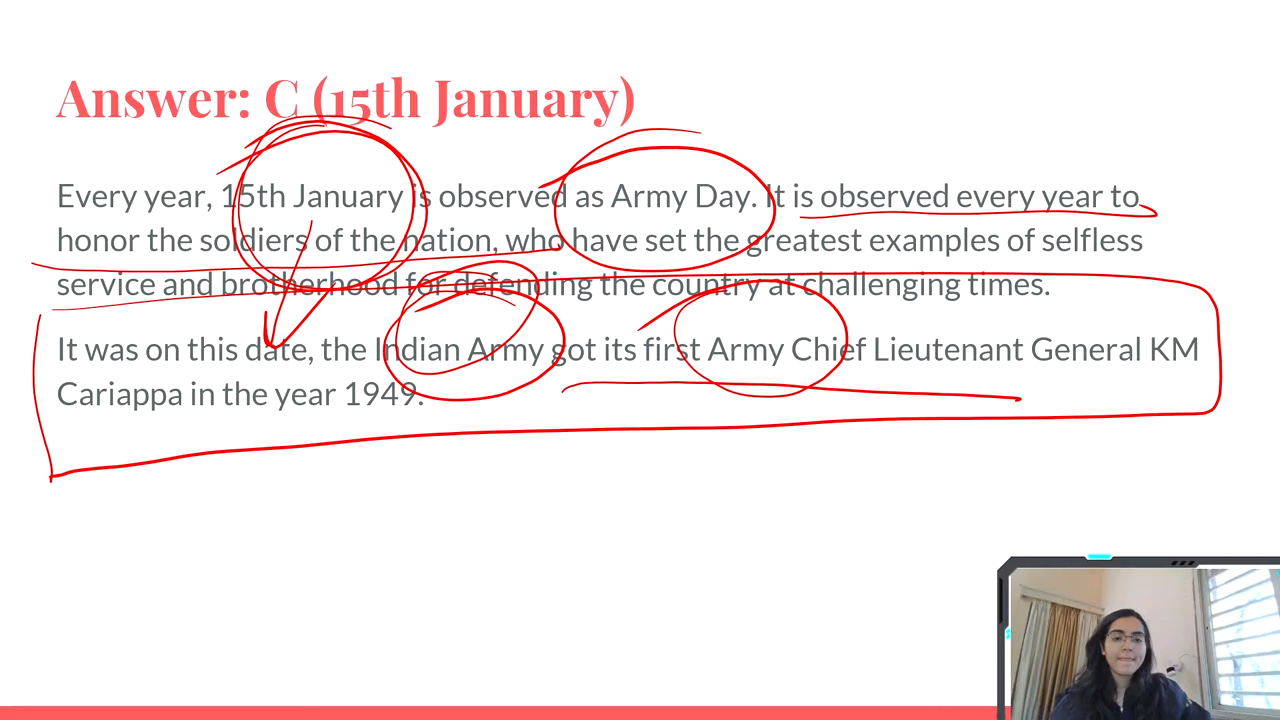 Answer: C (15th January)
Every year, 15th January is observed as Army Day. It is observed every year to
honor the soldiers of the nation, who have set the greatest examples of selfless
service and brotherhood for defending the country at challenging times.
It was on this date, the Indian Army got its first Army Chief Lieutenant General KM
Cariappa in the year 1949.